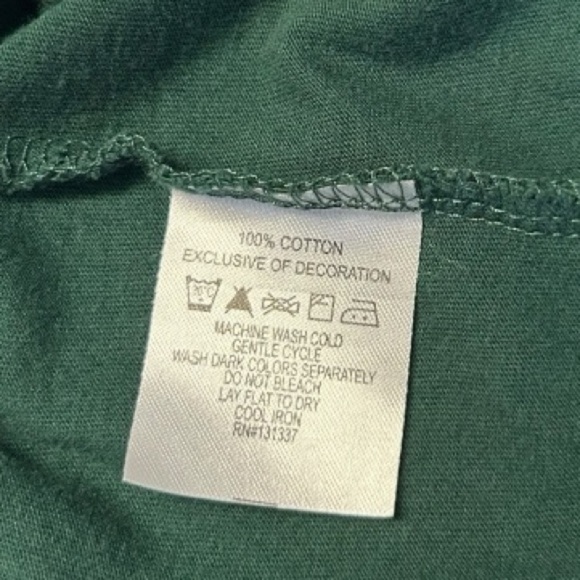 100% COTTON
EXCLUSIVE OF DECORATION
30°C
MACHINE WASH COLD
GENTLE CYCLE
WASH DARK COLORS SEPARATELY
DO NOT BLEACH
LAY FLAT TO DRY
COOL IRON
RN#131337